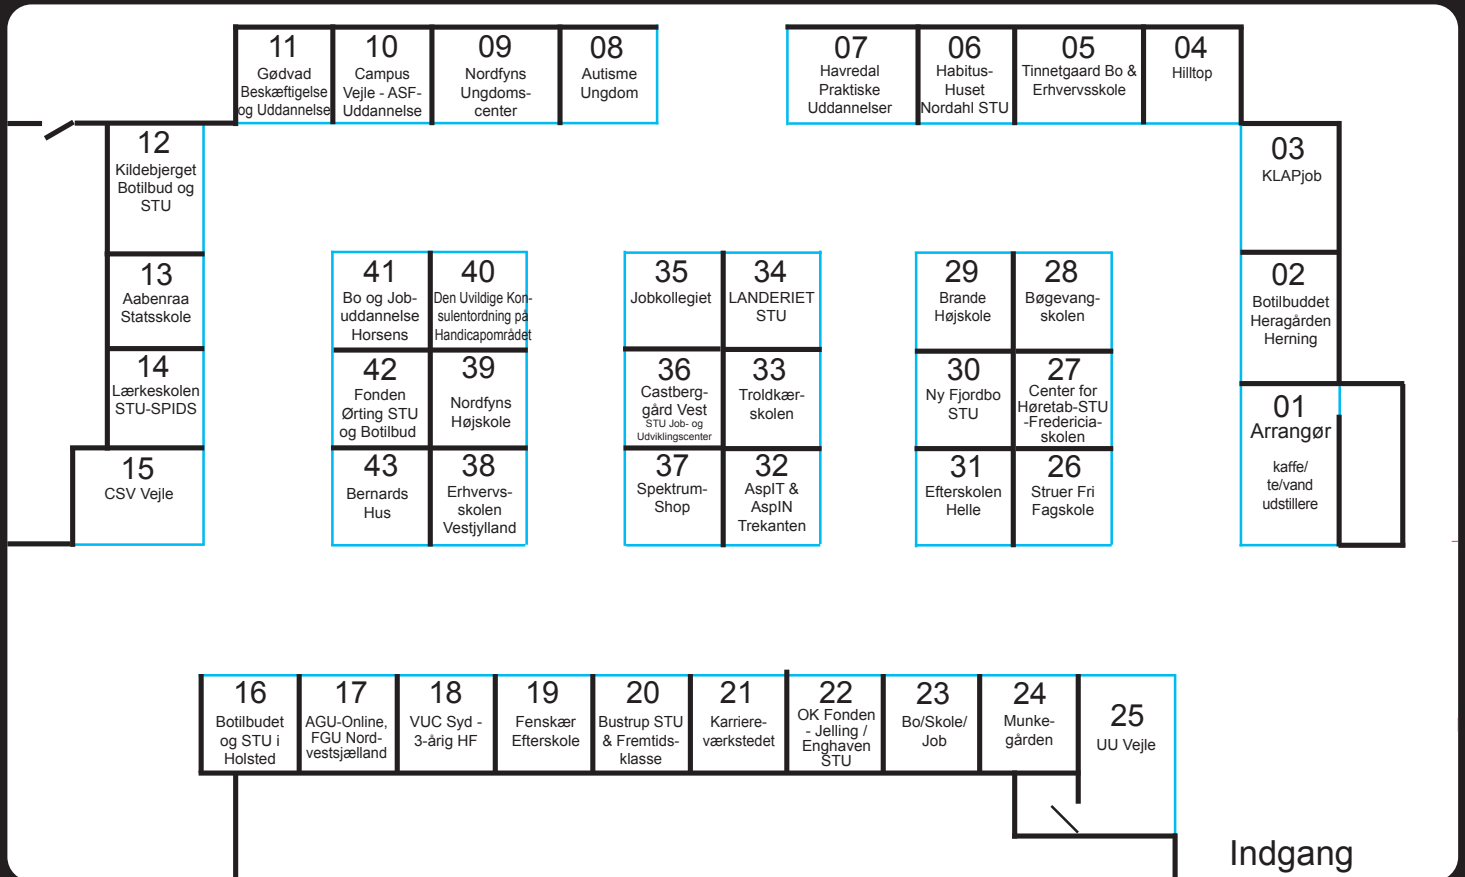 11
Gødvad
Beskæftigelse
og Uddannelse
10
Campus
Vejle - ASF-
Uddannelse
09
Nordfyns
Ungdoms-
center
08
Autisme
Ungdom
07
Havredal
Praktiske
Uddannelser
06
Habitus-
Huset
Nordahl STU
05
Tinnetgaard Bo &
Erhvervsskole
04
Hilltop
12
Kildebjerget
Botilbud og
STU
03
KLAPjob
13
Aabenraa
Statsskole
41
Bo og Job-
uddannelse
Horsens
40
Den Uvildige Kon-
sulentordning på
Handicapområdet
35
Jobkollegiet
34
LANDERIET
STU
29
Brande
Højskole
28
Bøgevang-
skolen
02
Botilbuddet
Heragården
Herning
14
Lærkeskolen
STU-SPIDS
42
Fonden
Ørting STU
og Botilbud
39
Nordfyns
Højskole
36
Castberg-
gård Vest
STU Job- og
Udviklingscenter
33
Troldkær-
skolen
30
Ny Fjordbo
STU
27
Center for
Høretab-STU
-Fredericia-
skolen
01
Arrangør
kaffe/
te/vand
udstillere
15
CSV Vejle
43
Bernards
Hus
38
Erhvervs-
skolen
Vestjylland
37
Spektrum-
Shop
32
AspIT &
AspIN
Trekanten
31
Efterskolen
Helle
26
Struer Fri
Fagskole
16
Botilbudet
og STU i
Holsted
17
AGU-Online,
FGU Nord-
vestsjælland
18
VUC Syd -
3-årig HF
19
Fenskær
Efterskole
20
Bustrup STU
& Fremtids-
klasse
21
Karriere-
værkstedet
22
OK Fonden
- Jelling /
Enghaven
STU
23
Bo/Skole/
Job
24
Munke-
gården
25
UU Vejle
Indgang